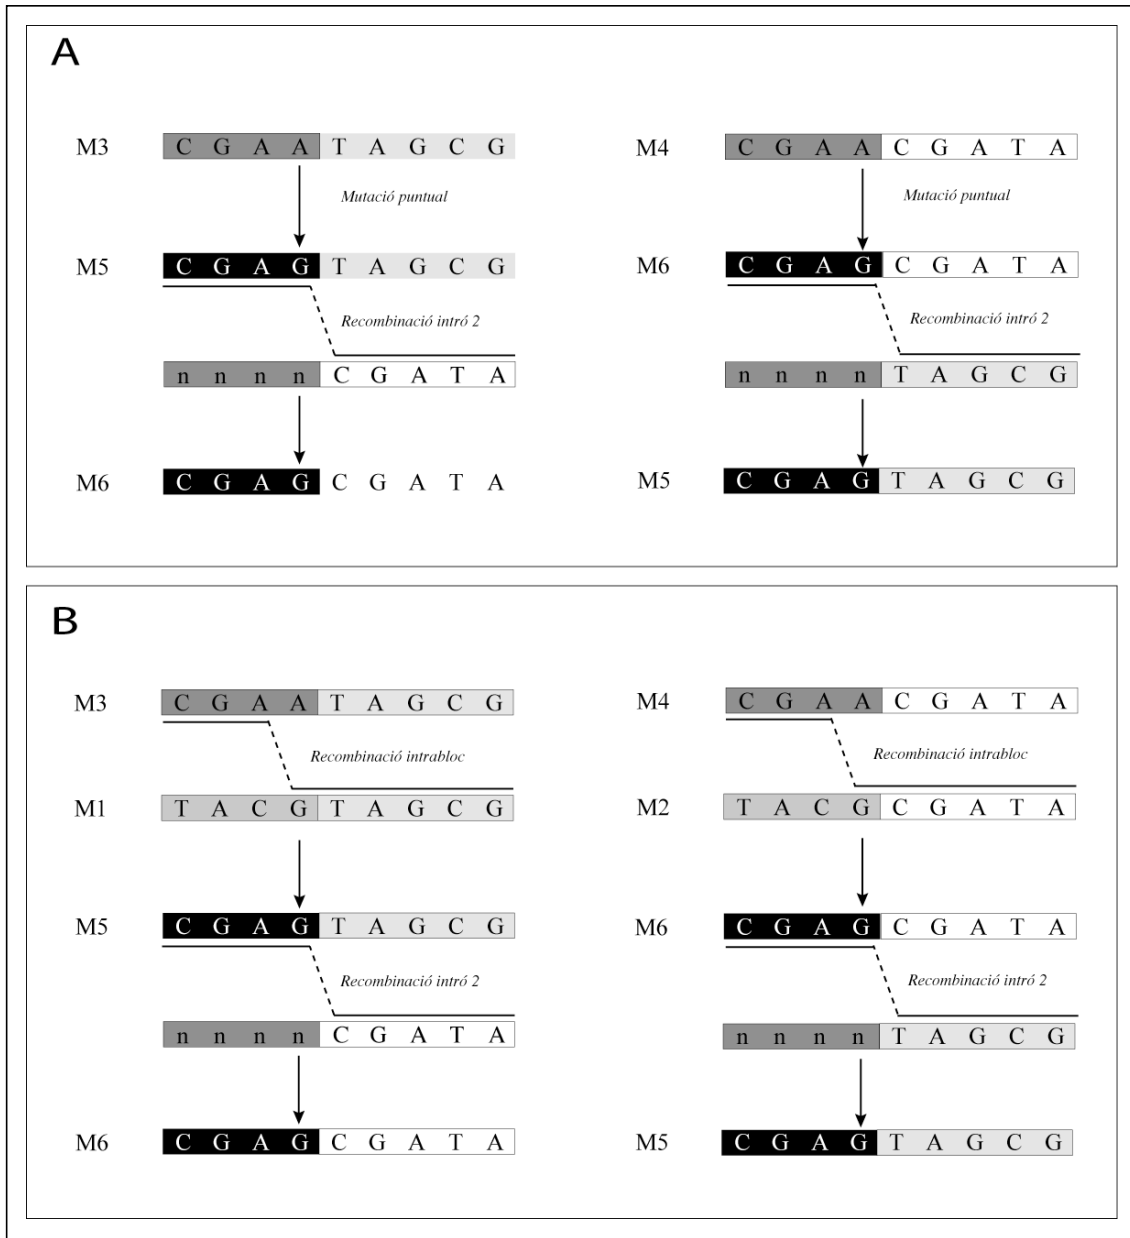 A
M3 C G A A T A G C G M4 C G A A C G A T A
Mutació puntual Mutació puntual
M5 C G A G T A G C G M6 C G A G C G A T A
Recombinació intró 2 Recombinació intró 2
n n n n C G A T A n n n n T A G C G
M6 C G A G C G A T A M5 C G A G T A G C G
B
M3 C G A A T A G C G M4 C G A A C G A T A
Recombinació intrabloc Recombinació intrabloc
M1 T A C G T A G C G M2 T A C G C G A T A
M5 C G A G T A G C G M6 C G A G C G A T A
Recombinació intró 2 Recombinació intró 2
n n n n C G A T A n n n n T A G C G
M6 C G A G C G A T A M5 C G A G T A G C G